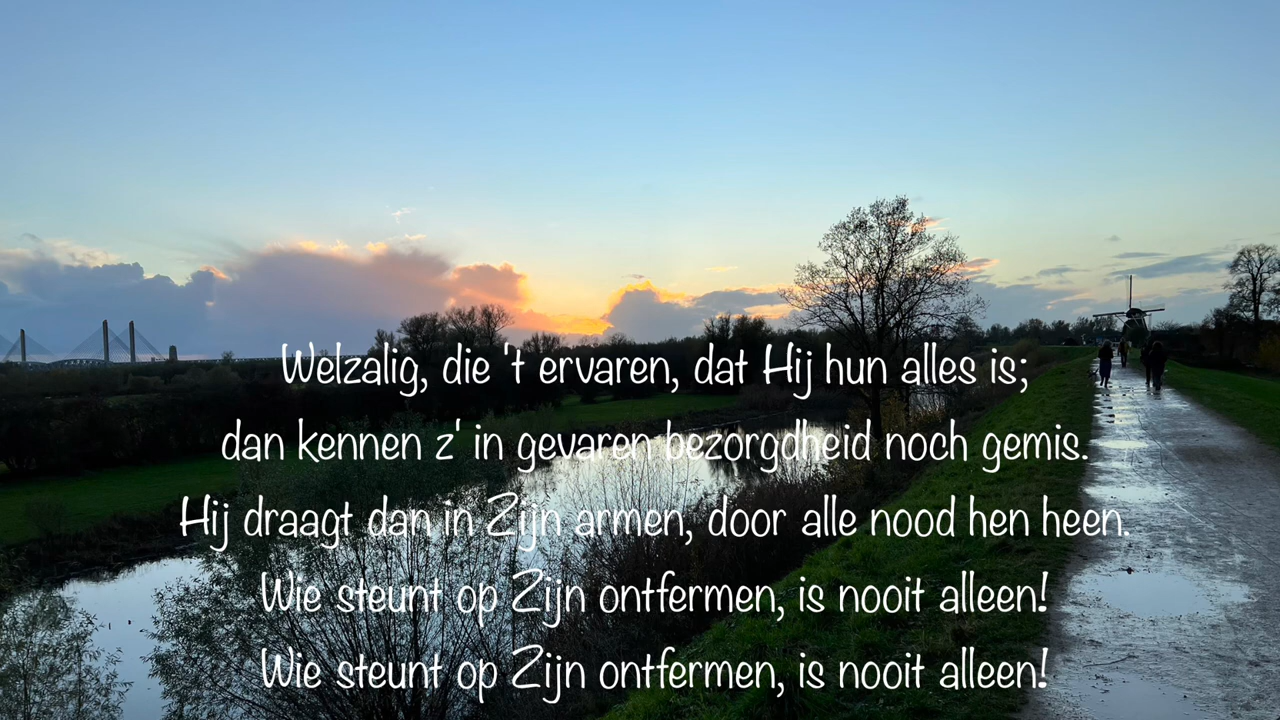 Welzalig, die 't ervaren, dat Hij hun alles is;
dan kennen z' in gevaren bezorgdheid noch gemis.
Hij draagt dan in Zijn armen, door alle nood hen heen.
Wie steunt op Zijn ontfermen, is nooit alleen!
Wie steunt op Zijn ontfermen, is nooit alleen!